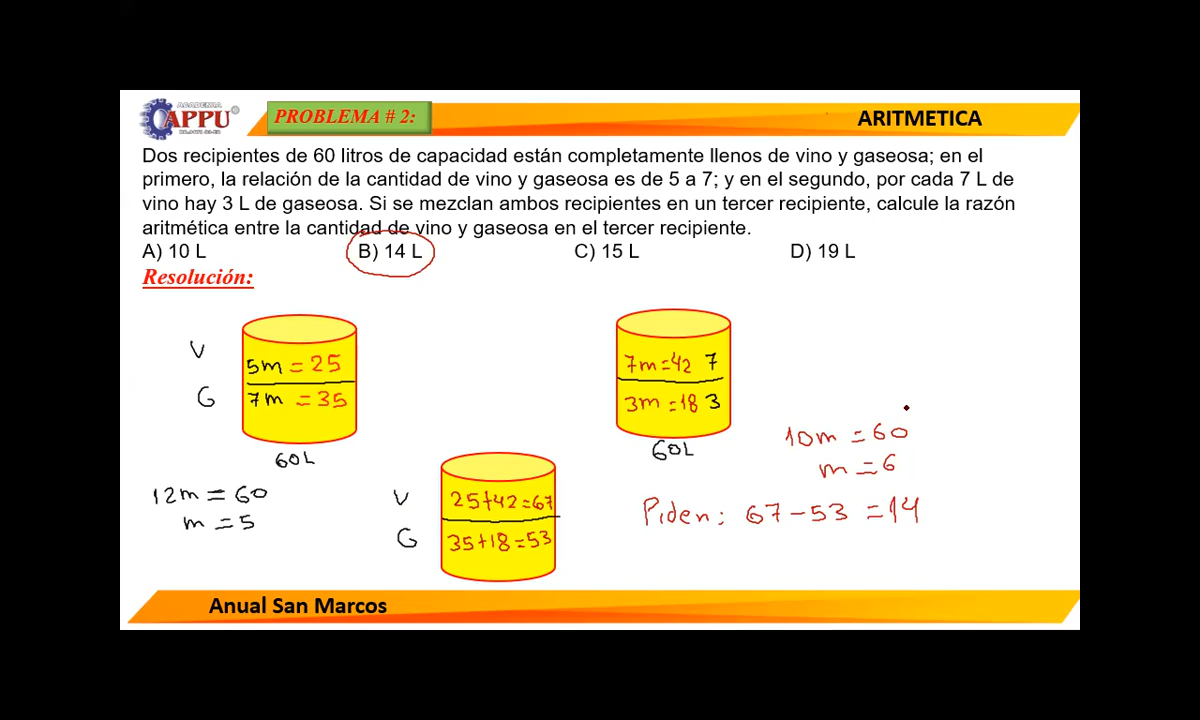 ACADEMIA
APPU
PROBLEMA # 2:
ARITMETICA
Dos recipientes de 60 litros de capacidad están completamente llenos de vino y gaseosa; en el
primero, la relación de la cantidad de vino y gaseosa es de 5 a 7; y en el segundo, por cada 7 L de
vino hay 3 L de gaseosa. Si se mezclan ambos recipientes en un tercer recipiente, calcule la razón
aritmética entre la cantidad de vino y gaseosa en el tercer recipiente.
A) 10 L B) 14 L C) 15 L D) 19 L
Resolución:
V 5m = 25
G 7m = 35
60L
12m = 60
m = 5
7m = 42 7
3m = 18 3
60L
10m = 60
m = 6
V 25+42=67
G 35+18=53
Piden: 67-53 = 14
Anual San Marcos